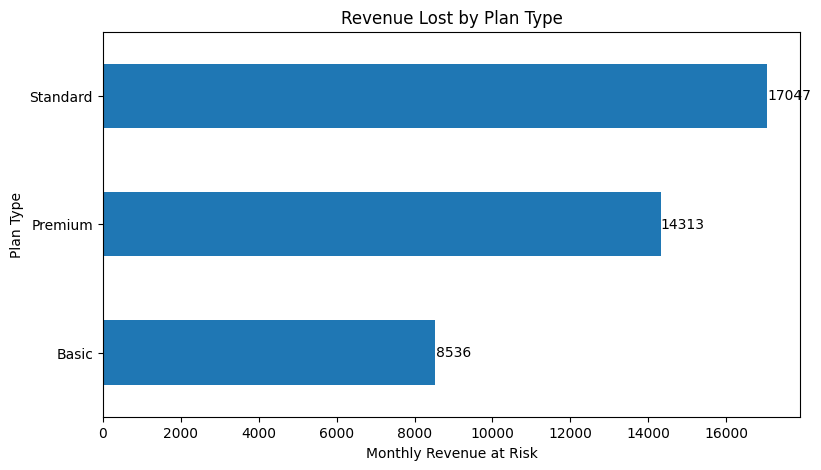 Revenue Lost by Plan Type
Plan Type
Standard
17047
Premium
14313
Basic
8536
0 2000 4000 6000 8000 10000 12000 14000 16000
Monthly Revenue at Risk